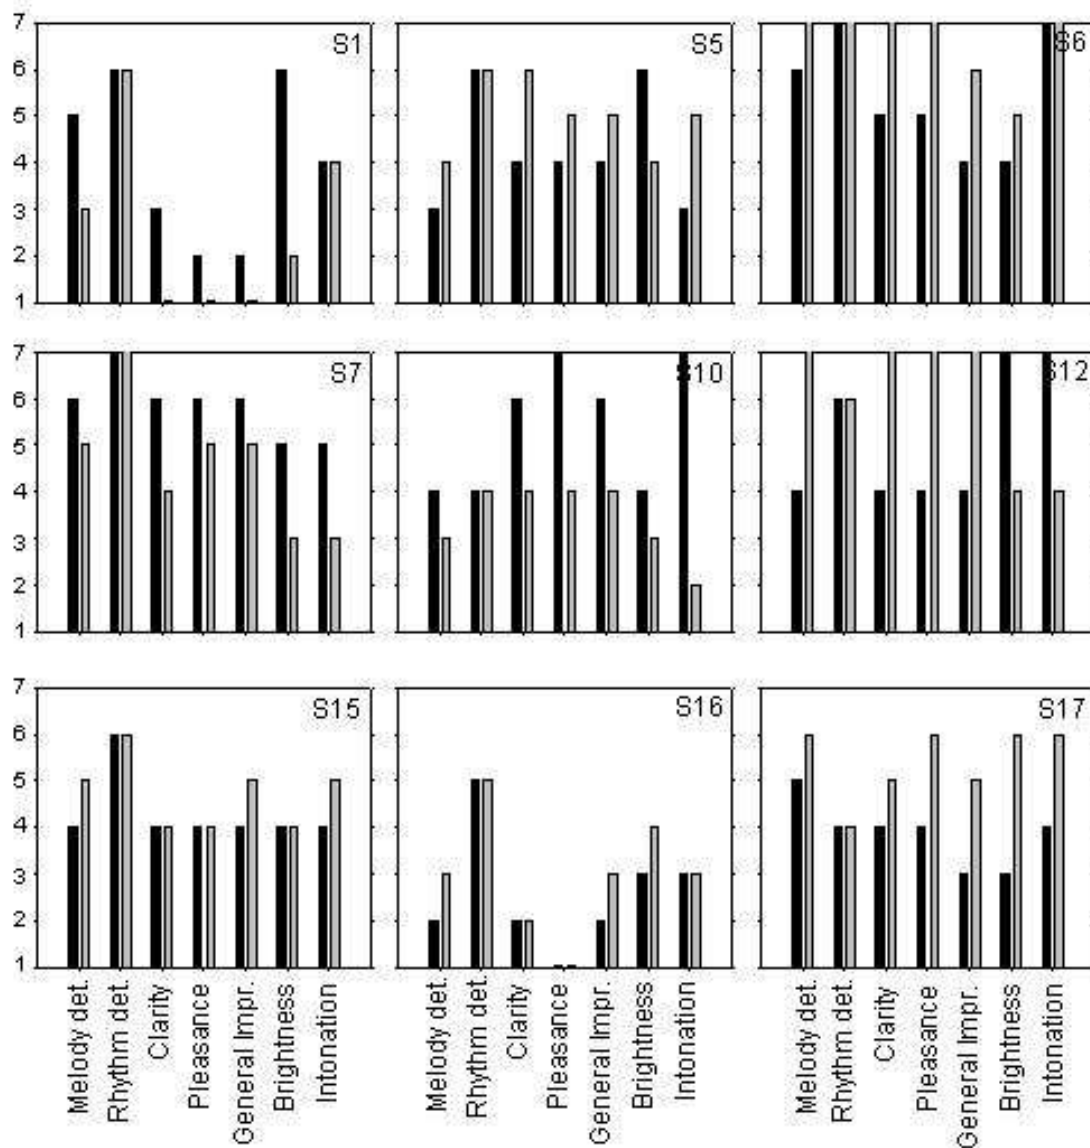 7
6
5
4
3
2
1
S1
S5
S6
7
6
5
4
3
2
1
S7
S10
S12
7
6
5
4
3
2
1
S15
S16
S17
Melody det.
Rhythm det.
Clarity
Pleasance
General Impr.
Brightness
Intonation
Melody det.
Rhythm det.
Clarity
Pleasance
General Impr.
Brightness
Intonation
Melody det.
Rhythm det.
Clarity
Pleasance
General Impr.
Brightness
Intonation